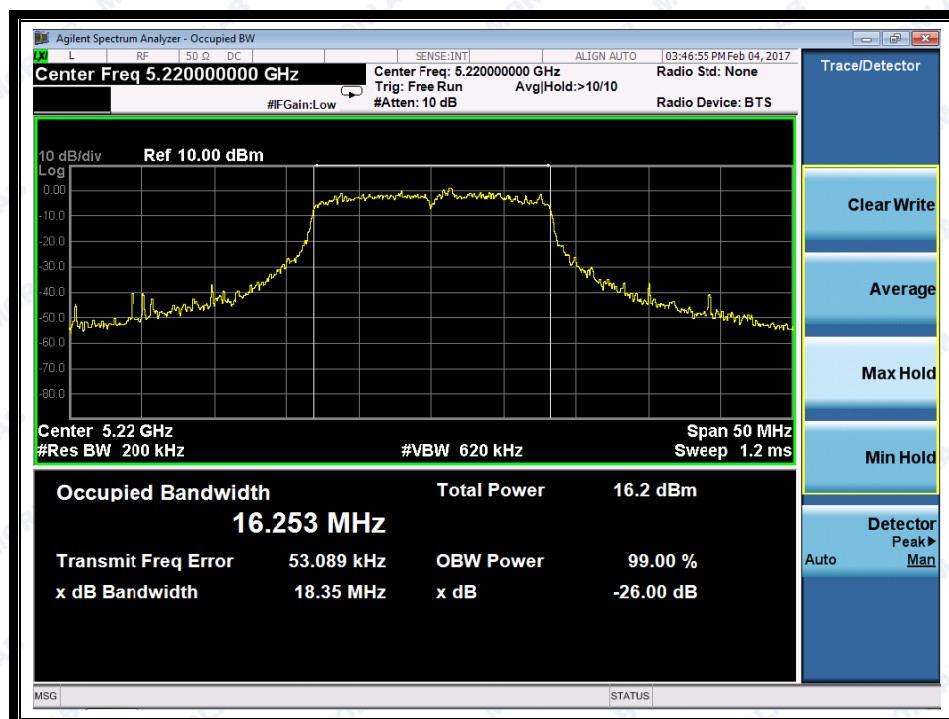 Agilent Spectrum Analyzer - Occupied BW
LXI L RF 50 Ω DC SENSE:INT ALIGN AUTO 03:46:55 PM Feb 04, 2017
Center Freq 5.220000000 GHz
Center Freq: 5.220000000 GHz
Radio Std: None
Trig: Free Run Avg|Hold:>10/10
#IFGain:Low
#Atten: 10 dB
Radio Device: BTS
10 dB/div Ref 10.00 dBm
Log
0.00
-10.0
-20.0
-30.0
-40.0
-50.0
-60.0
-70.0
-80.0
Center 5.22 GHz
Span 50 MHz
#Res BW 200 kHz
#VBW 620 kHz
Sweep 1.2 ms
Occupied Bandwidth
Total Power 16.2 dBm
16.253 MHz
Transmit Freq Error 53.089 kHz
OBW Power 99.00 %
x dB Bandwidth 18.35 MHz
x dB -26.00 dB
MSG
STATUS
Trace/Detector
Clear Write
Average
Max Hold
Min Hold
Detector
Peak▶
Auto Man